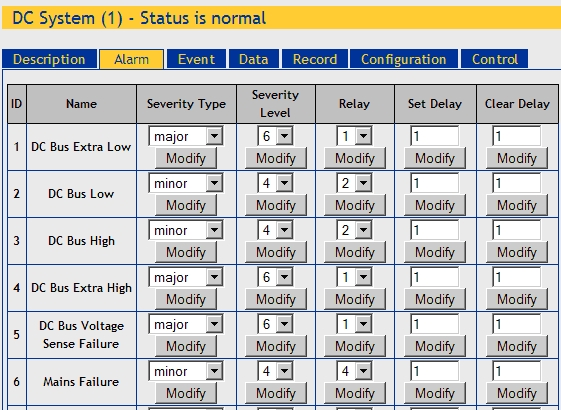 DC System (1) - Status is normal
Description Alarm Event Data Record Configuration Control
ID Name Severity Type Severity Level Relay Set Delay Clear Delay
1 DC Bus Extra Low major 6 1 1 1
Modify Modify Modify Modify Modify
2 DC Bus Low minor 4 2 1 1
Modify Modify Modify Modify Modify
3 DC Bus High minor 4 2 1 1
Modify Modify Modify Modify Modify
4 DC Bus Extra High major 6 1 1 1
Modify Modify Modify Modify Modify
5 DC Bus Voltage Sense Failure major 6 1 1 1
Modify Modify Modify Modify Modify
6 Mains Failure minor 4 4 1 1
Modify Modify Modify Modify Modify